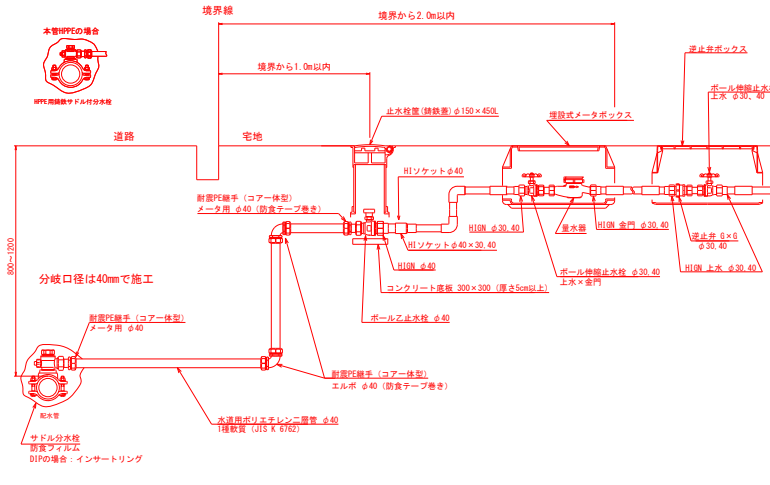 境界線
境界から2.0m以内
本管HPPEの場合
HPPE用鋳鉄サドル付分水栓
境界から1.0m以内
逆止弁ボックス
ボール伸縮止水
上水 φ30、40
止水栓筐(鋳鉄蓋)φ150×450L
埋設式メータボックス
道路
宅地
HIソケットφ40
耐震PE継手（コアー体型）
メータ用 φ40（防食テープ巻き）
HIGN φ30.40
量水器
HIGN 金門 φ30.40
逆止弁 G×G
φ30.40
HIソケットφ40×30.40
HIGN φ40
ボール伸縮止水栓 φ30.40
上水×金門
HIGN 上水 φ30.40
800～1200
分岐口径は40mmで施工
コンクリート底板 300×300（厚さ5cm以上）
耐震PE継手（コアー体型）
メータ用 φ40
ボール乙止水栓 φ40
耐震PE継手（コアー体型）
エルボ φ40（防食テープ巻き）
配水管
水道用ポリエチレン二層管 φ40
1種軟質（JIS K 6762）
サドル分水栓
防食フィルム
DIPの場合：インサートリング